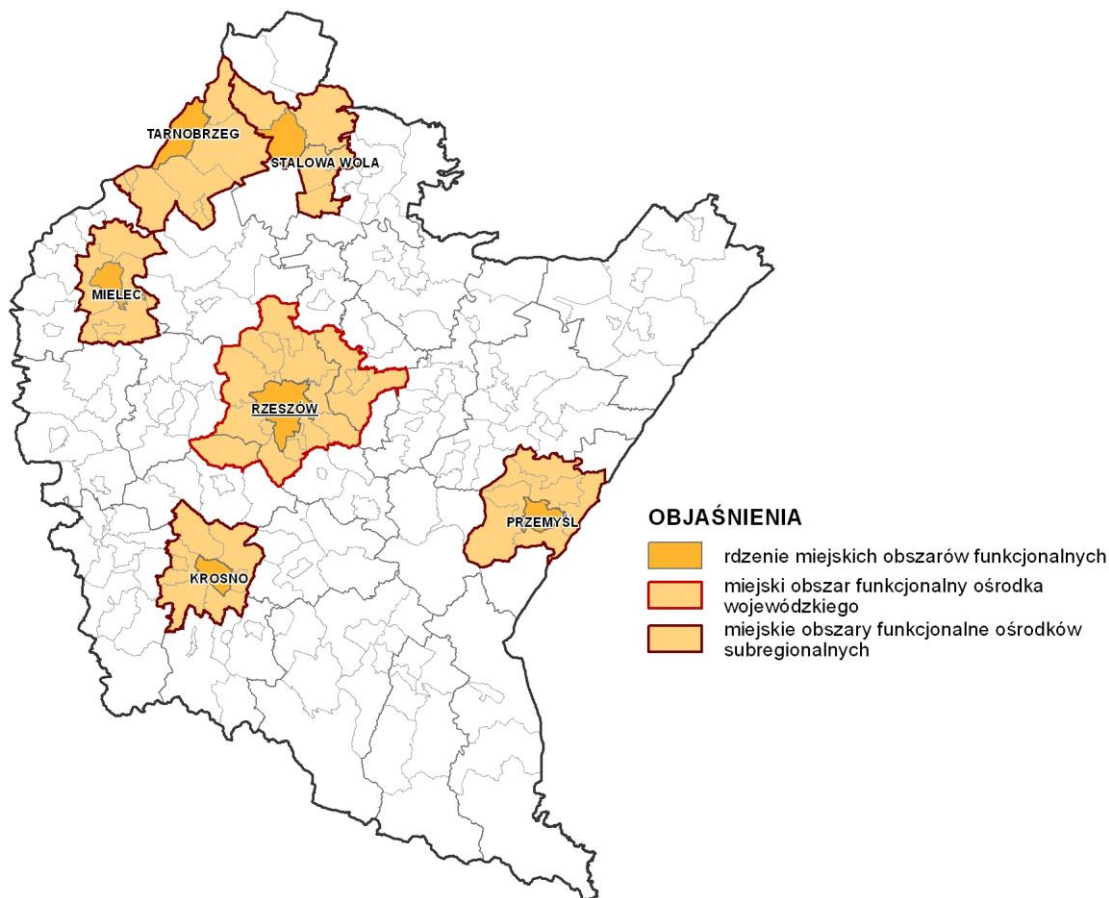 TARNOBRZEG
STALOWA WOLA
MIELEC
RZESZÓW
PRZEMYŚL
KROSNO
OBJAŚNIENIA
rdzenie miejskich obszarów funkcjonalnych
miejski obszar funkcjonalny ośrodka
wojewódzkiego
miejskie obszary funkcjonalne ośrodków
subregionalnych